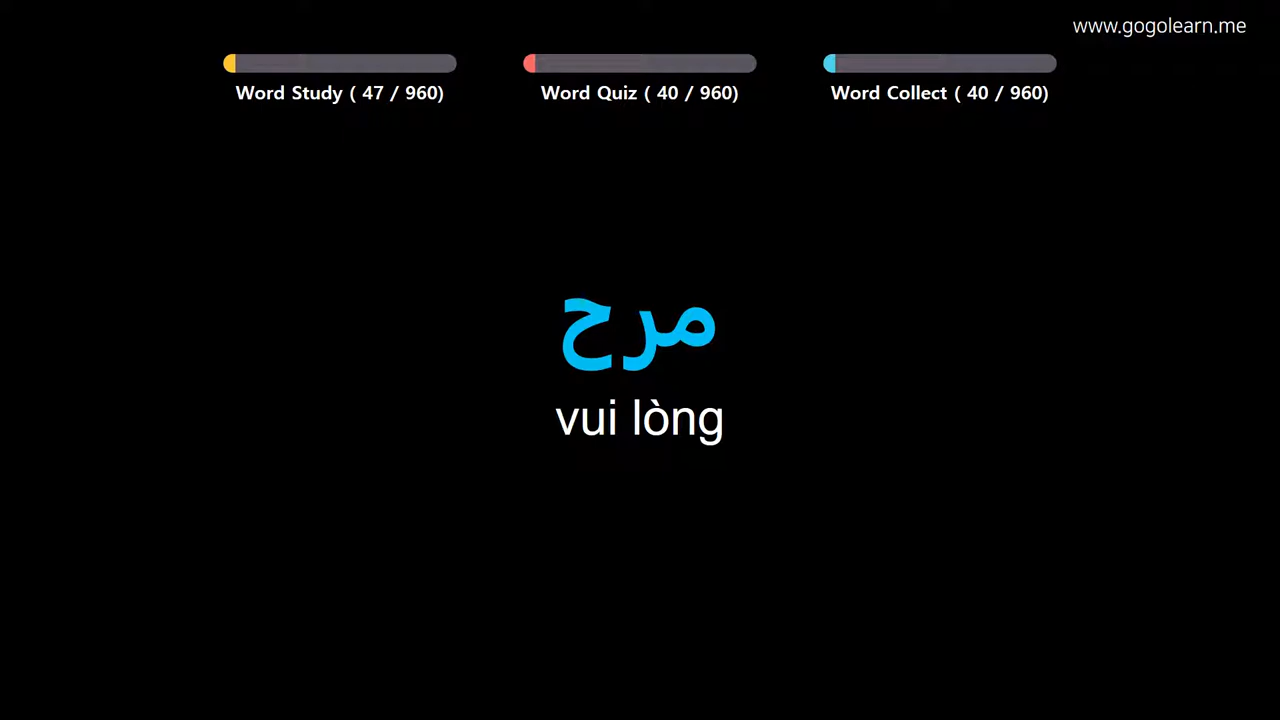 www.gogolearn.me
Word Study ( 47 / 960)
Word Quiz ( 40 / 960)
Word Collect ( 40 / 960)
مرح
vui lòng